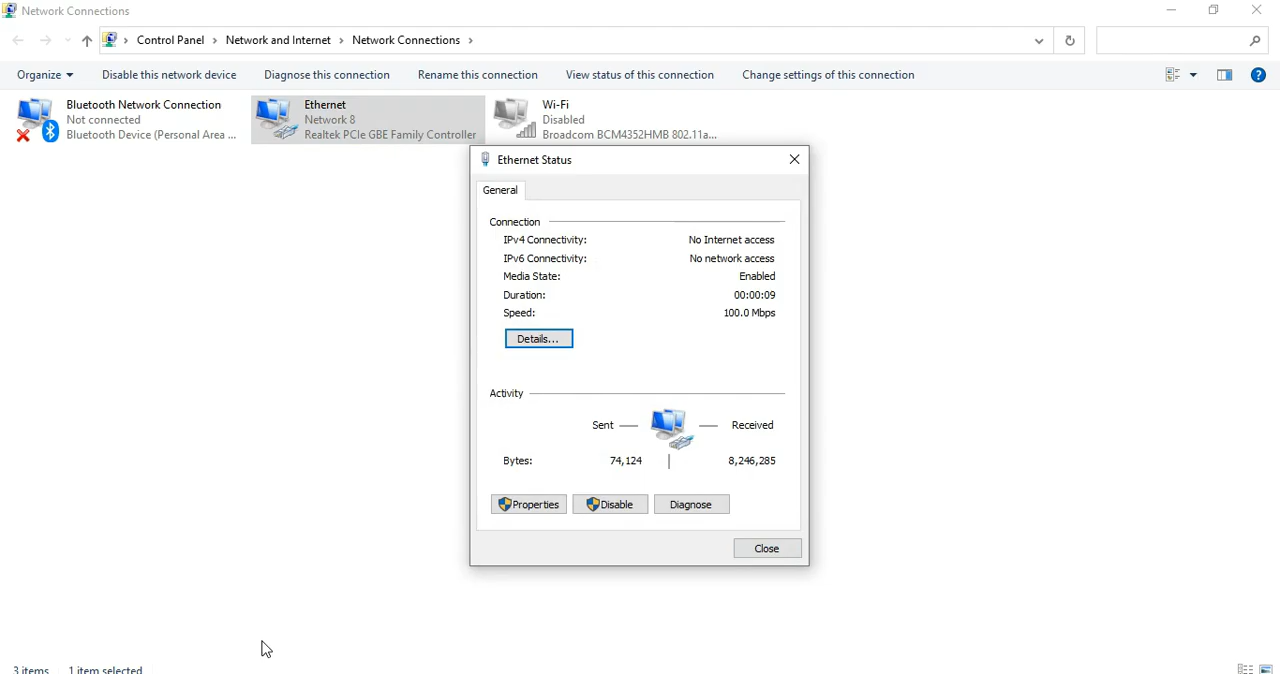 Network Connections
Control Panel › Network and Internet › Network Connections ›
Organize Disable this network device Diagnose this connection Rename this connection View status of this connection Change settings of this connection
Bluetooth Network Connection
Not connected
Bluetooth Device (Personal Area ...
Ethernet
Network 8
Realtek PCIe GBE Family Controller
Wi-Fi
Disabled
Broadcom BCM4352HMB 802.11a...
Ethernet Status
General
Connection
IPv4 Connectivity: No Internet access
IPv6 Connectivity: No network access
Media State: Enabled
Duration: 00:00:09
Speed: 100.0 Mbps
Details...
Activity
Sent — — Received
Bytes: 74,124 | 8,246,285
Properties Disable Diagnose
Close
3 items 1 item selected